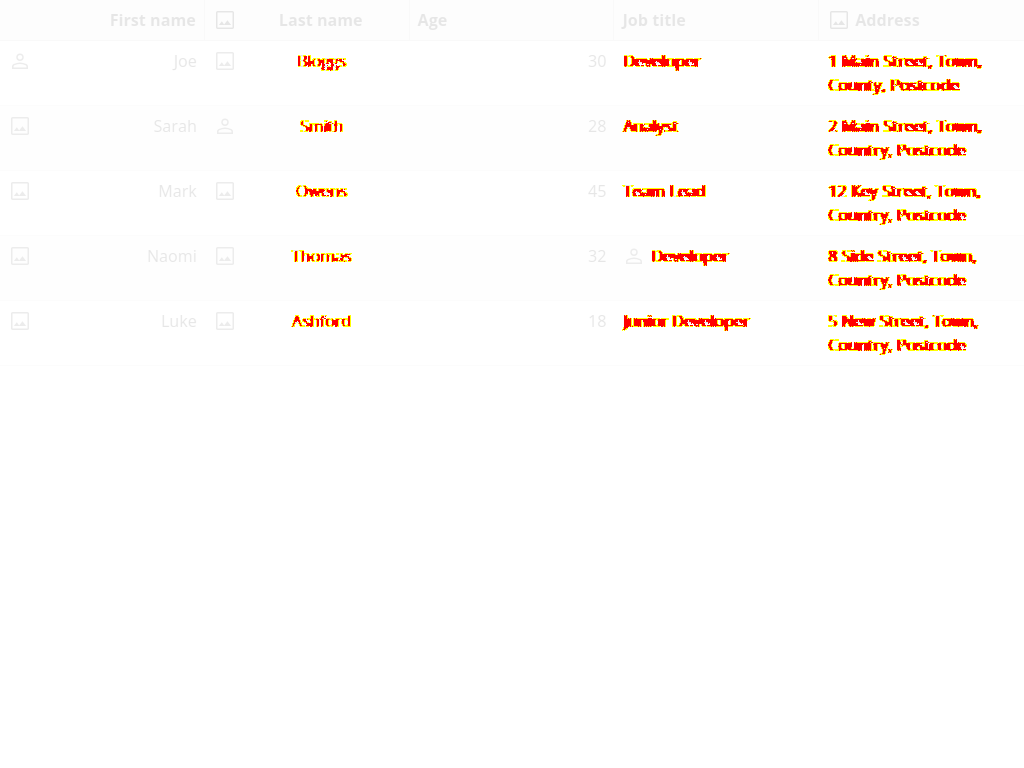 First name Last name Age Job title Address
Joe Bloggs 30 Developer 1 Main Street, Town,
County, Postcode
Sarah Smith 28 Analyst 2 Main Street, Town,
Country, Postcode
Mark Owens 45 Team Lead 12 Key Street, Town,
Country, Postcode
Naomi Thomas 32 Developer 8 Side Street, Town,
Country, Postcode
Luke Ashford 18 Junior Developer 5 New Street, Town,
Country, Postcode